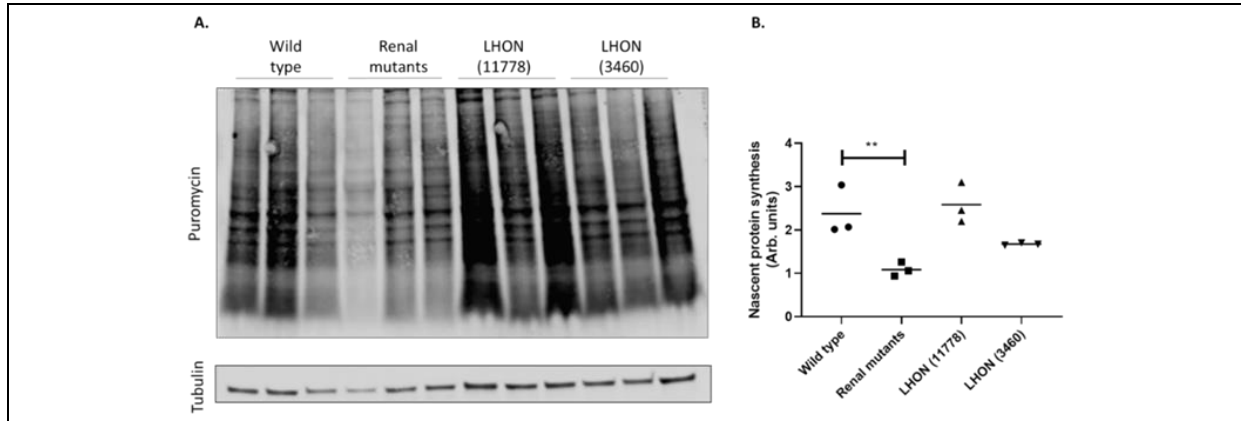 A.
Wild
type
Renal
mutants
LHON
(11778)
LHON
(3460)
Puromycin
Tubulin
B.
Nascent protein synthesis
(Arb. units)
4
3
2
1
0
**
Wild type
Renal mutants
LHON (11778)
LHON (3460)